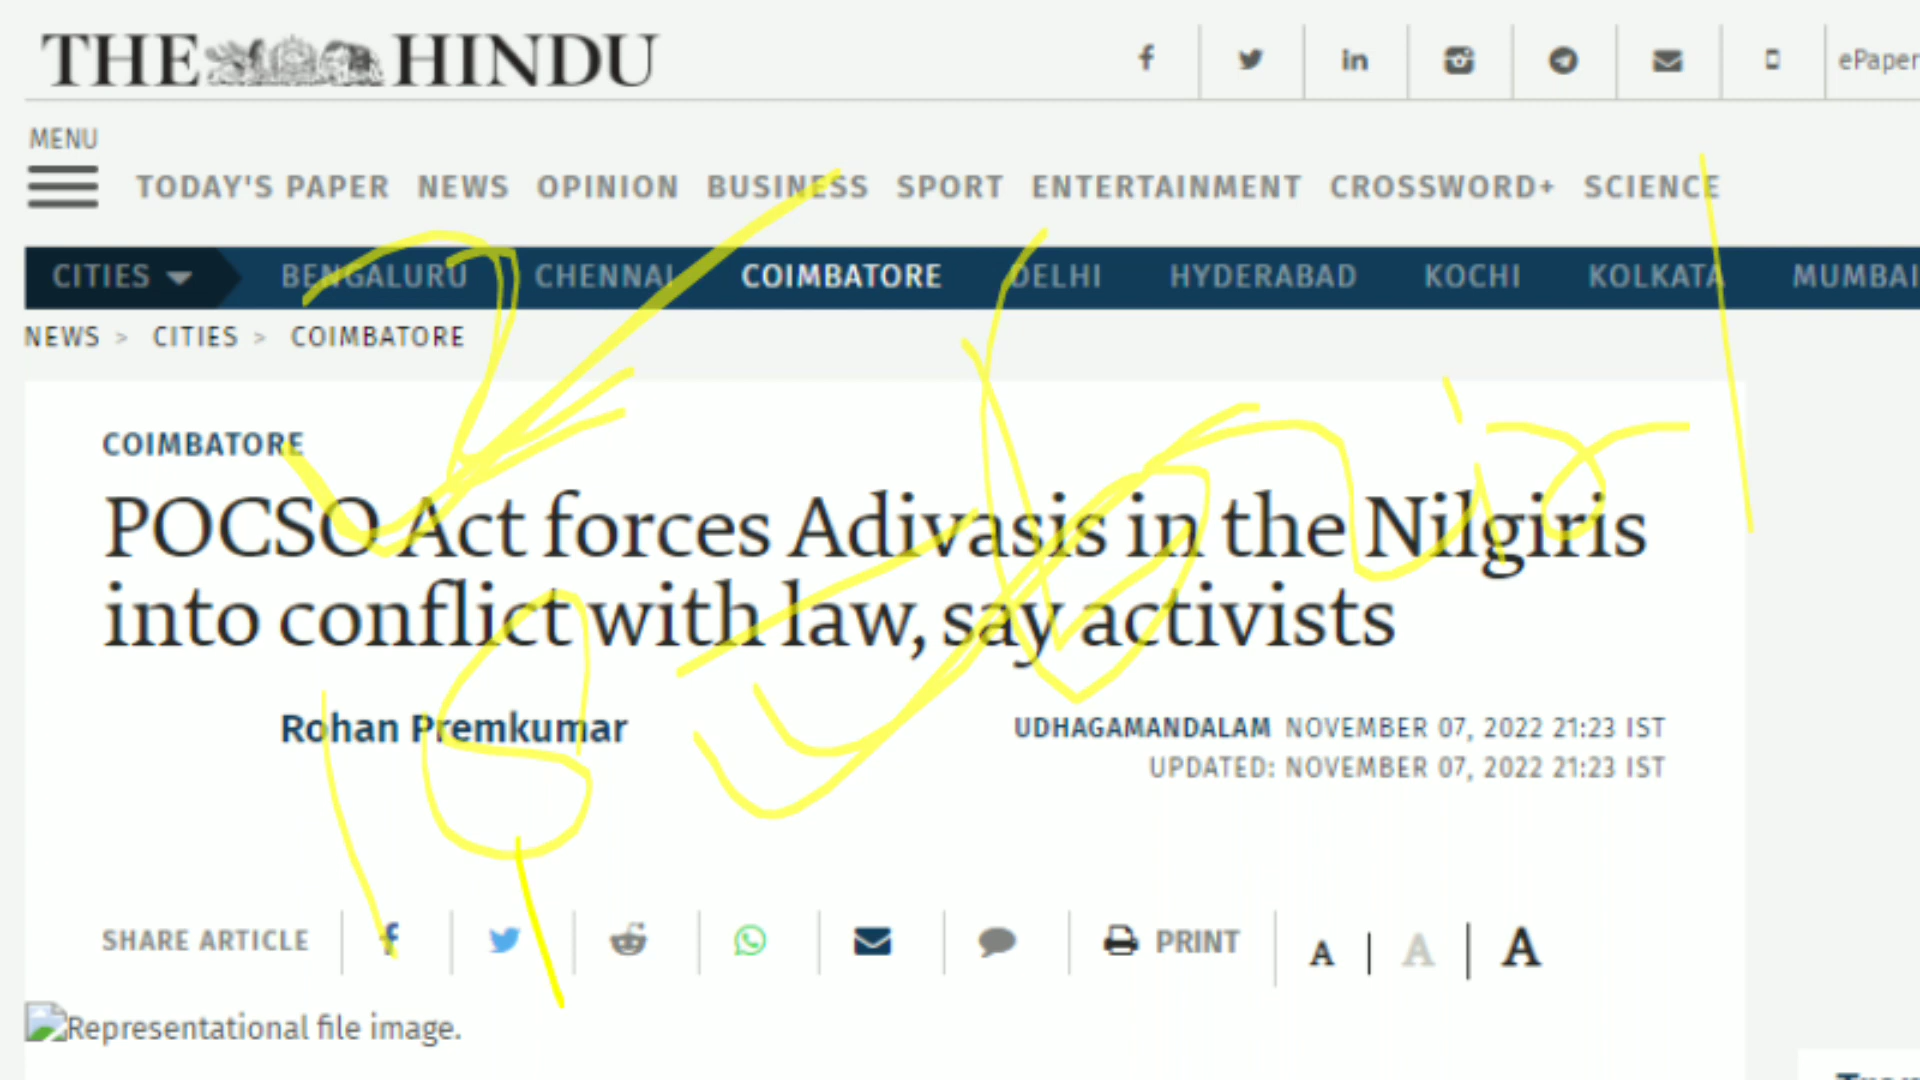 THE HINDU
ePaper
MENU
TODAY'S PAPER NEWS OPINION BUSINESS SPORT ENTERTAINMENT CROSSWORD+ SCIENCE
CITIES BENGALURU CHENNAI COIMBATORE DELHI HYDERABAD KOCHI KOLKATA MUMBAI
NEWS > CITIES > COIMBATORE
COIMBATORE
POCSO Act forces Adivasis in the Nilgiris
into conflict with law, say activists
Rohan Premkumar
UDHAGAMANDALAM NOVEMBER 07, 2022 21:23 IST
UPDATED: NOVEMBER 07, 2022 21:23 IST
SHARE ARTICLE PRINT A | A | A
Representational file image.